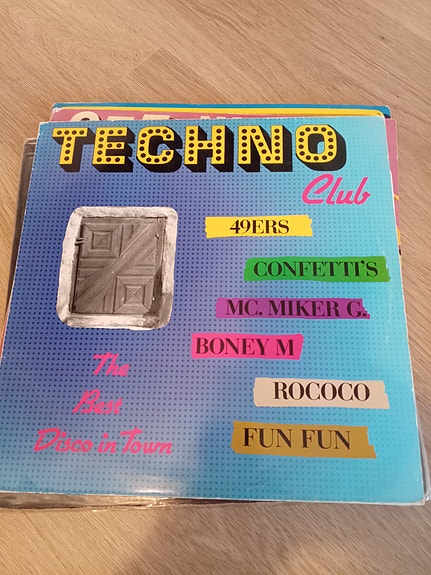 TECHNO
Club
49ERS
CONFETTI'S
MC. MIKER G.
BONEY M
ROCOCO
FUN FUN
The
Best
Disco in Town